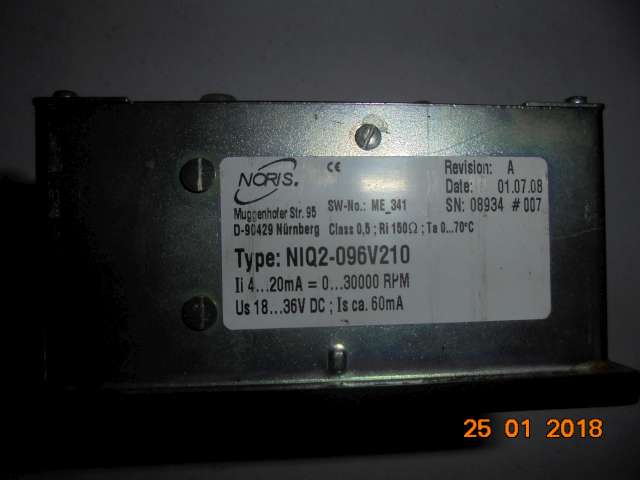 NORIS.
CE
Revision: A
Date: 01.07.08
SN: 08934 #007
Muggenhofer Str. 95 SW-No.: ME_341
D-90429 Nürnberg Class 0,5 ; Ri 150Ω ; Ta 0...70°C
Type: NIQ2-096V210
Ii 4...20mA = 0...30000 RPM
Us 18...36V DC ; Is ca. 60mA
25 01 2018